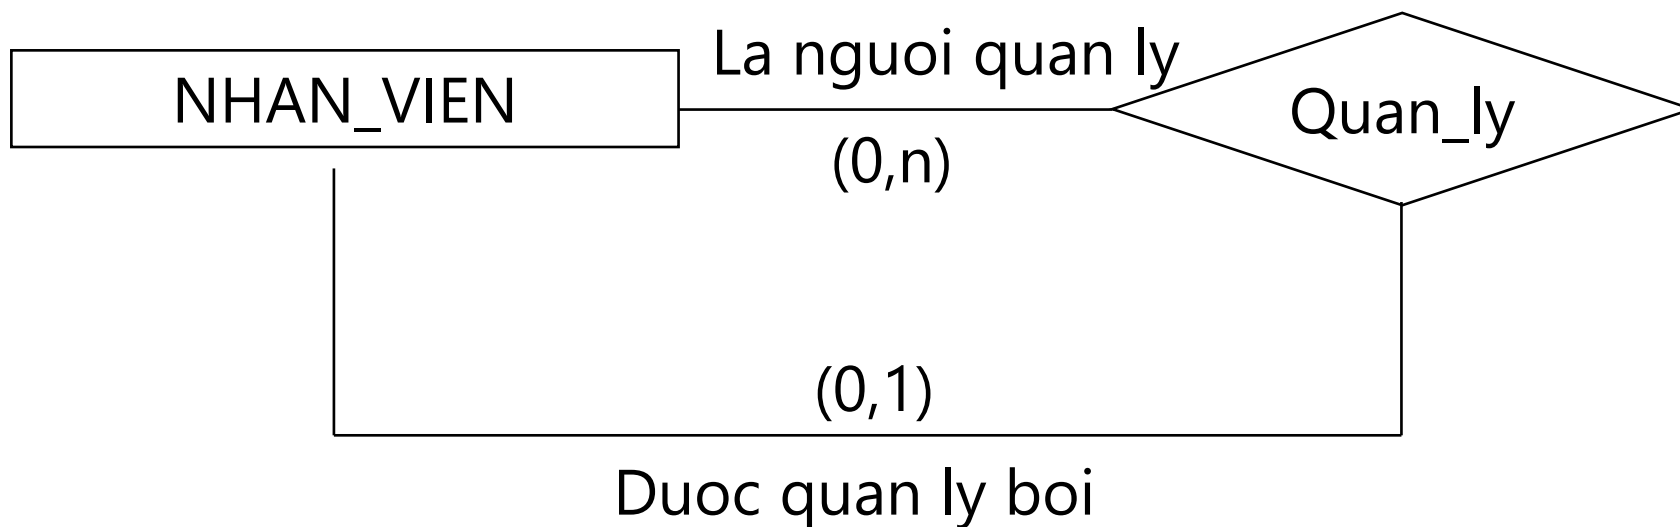 La nguoi quan ly
NHAN_VIEN
Quan_ly
(0,n)
(0,1)
Duoc quan ly boi